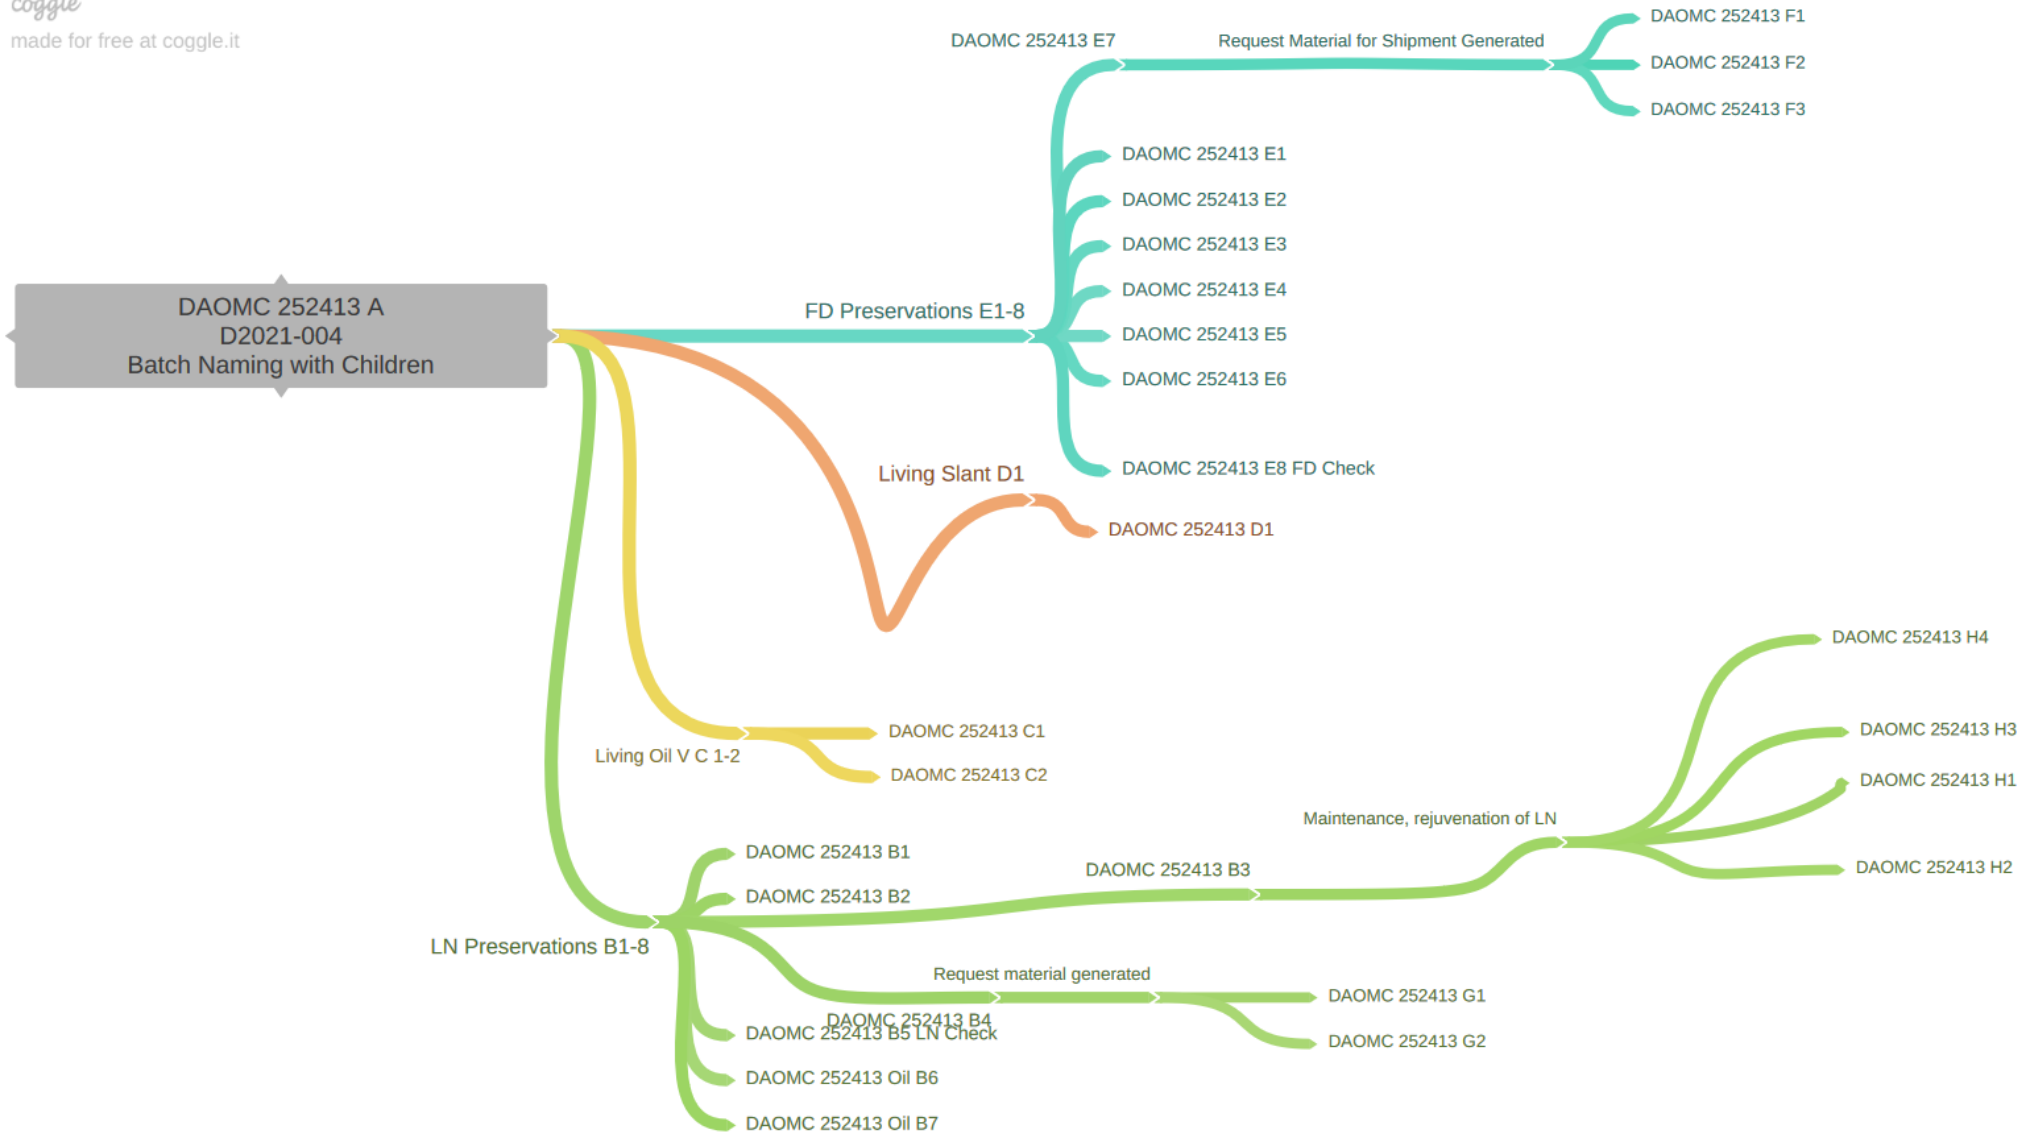 coggle
made for free at coggle.it
DAOMC 252413 A
D2021-004
Batch Naming with Children
FD Preservations E1-8
DAOMC 252413 E7
Request Material for Shipment Generated
DAOMC 252413 F1
DAOMC 252413 F2
DAOMC 252413 F3
DAOMC 252413 E1
DAOMC 252413 E2
DAOMC 252413 E3
DAOMC 252413 E4
DAOMC 252413 E5
DAOMC 252413 E6
DAOMC 252413 E8 FD Check
Living Slant D1
DAOMC 252413 D1
Living Oil V C 1-2
DAOMC 252413 C1
DAOMC 252413 C2
LN Preservations B1-8
DAOMC 252413 B1
DAOMC 252413 B2
DAOMC 252413 B3
Maintenance, rejuvenation of LN
DAOMC 252413 H4
DAOMC 252413 H3
DAOMC 252413 H1
DAOMC 252413 H2
DAOMC 252413 B4
Request material generated
DAOMC 252413 G1
DAOMC 252413 G2
DAOMC 252413 B5 LN Check
DAOMC 252413 Oil B6
DAOMC 252413 Oil B7